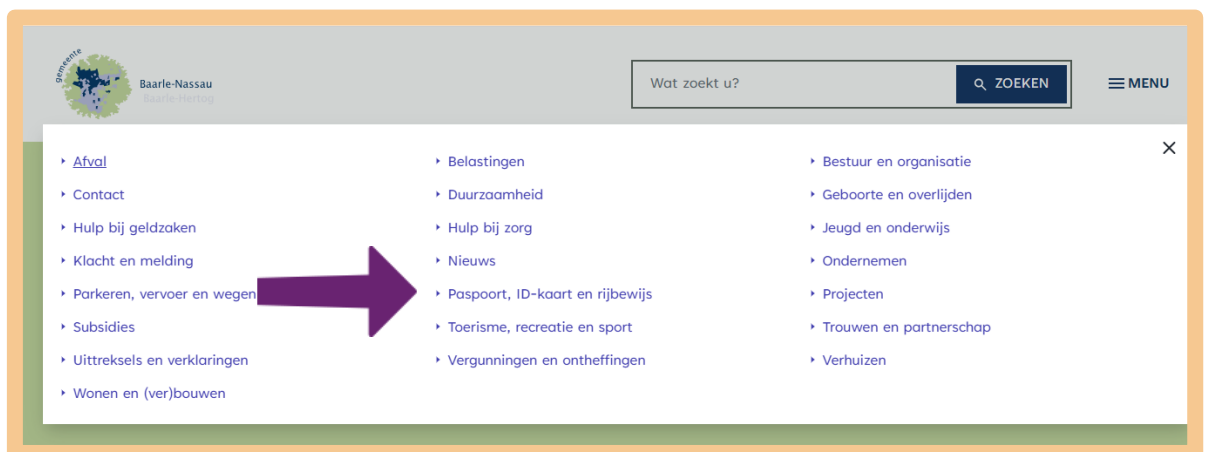 gemeente
Baarle-Nassau
Baarle-Hertog
Wat zoekt u?
ZOEKEN
MENU
Afval
Belastingen
Bestuur en organisatie
Contact
Duurzaamheid
Geboorte en overlijden
Hulp bij geldzaken
Hulp bij zorg
Jeugd en onderwijs
Klacht en melding
Nieuws
Ondernemen
Parkeren, vervoer en wegen
Paspoort, ID-kaart en rijbewijs
Projecten
Subsidies
Toerisme, recreatie en sport
Trouwen en partnerschap
Uittreksels en verklaringen
Vergunningen en ontheffingen
Verhuizen
Wonen en (ver)bouwen